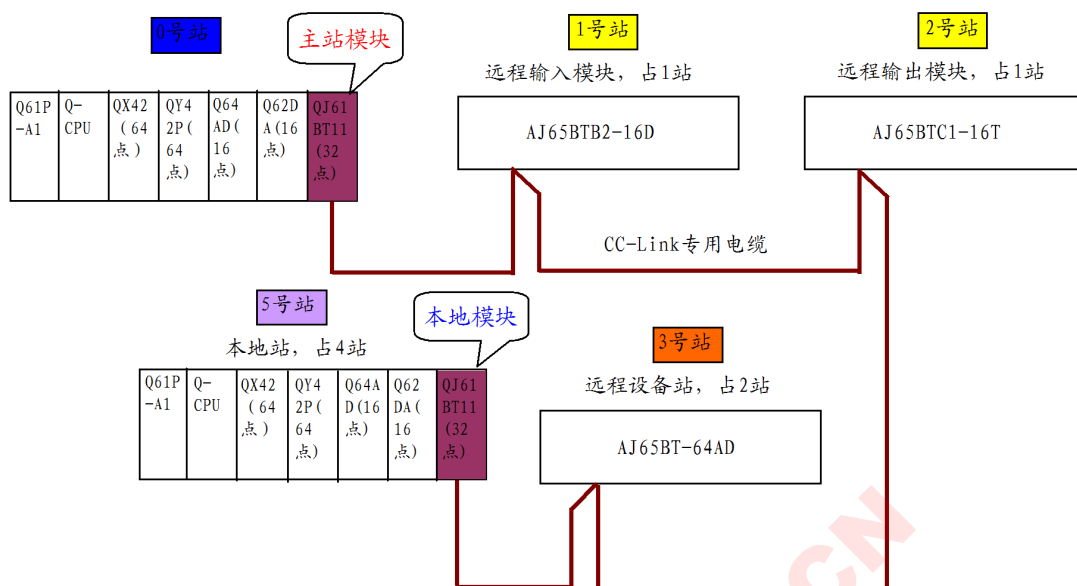 0号站
主站模块
1号站
2号站
远程输入模块，占1站
远程输出模块，占1站
Q61P
-A1
Q-
CPU
QX42
(64
点)
QY4
2P(
64
点)
Q64
AD(
16
点)
Q62D
A(16
点)
QJ61
BT11
(32
点)
AJ65BTB2-16D
AJ65BTC1-16T
CC-Link专用电缆
5号站
本地模块
本地站，占4站
3号站
远程设备站，占2站
Q61P
-A1
Q-
CPU
QX42
(64
点)
QY4
2P(
64
点)
Q64A
D(16
点)
Q62
DA(
16
点)
QJ61
BT11
(32
点)
AJ65BT-64AD
CN